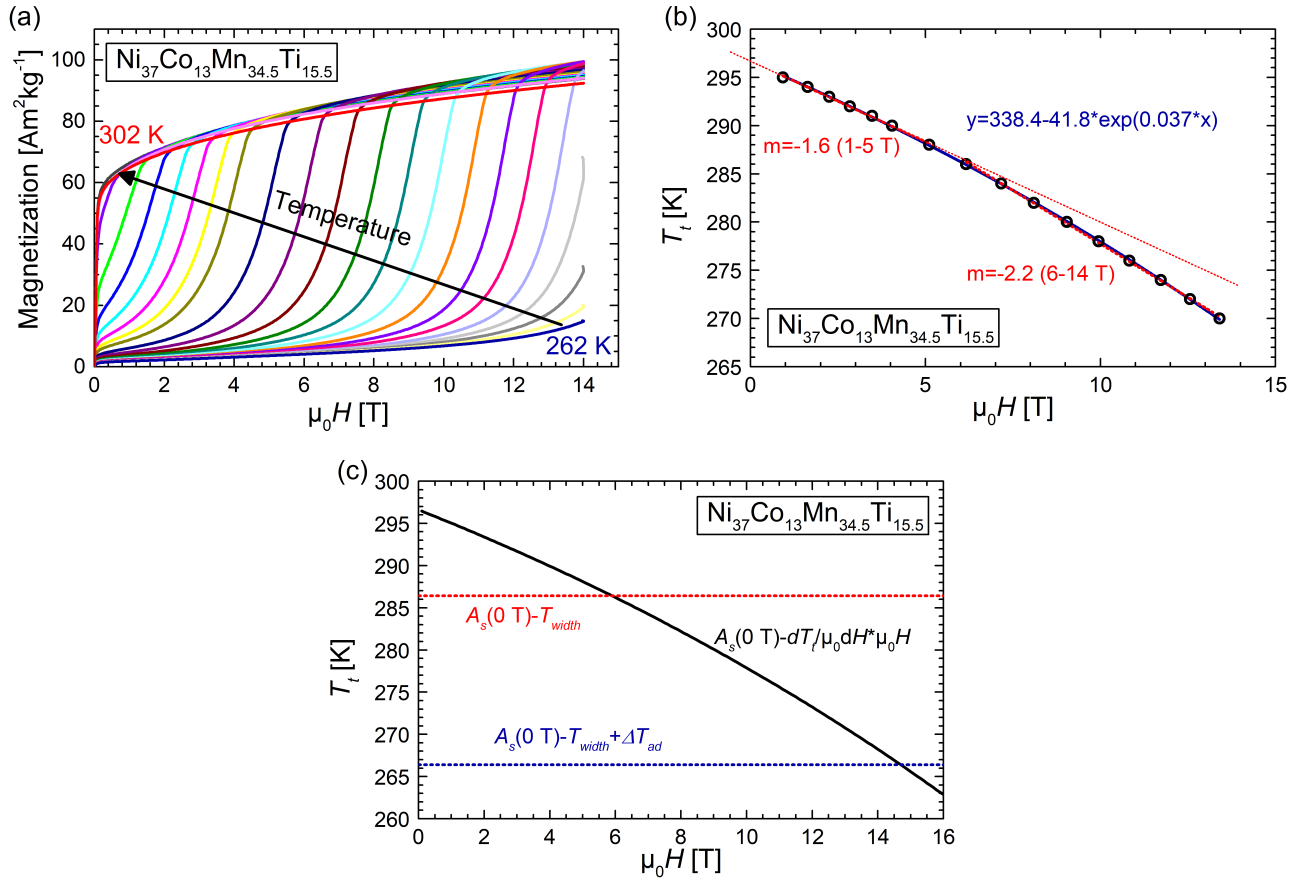 (a)
Ni37Co13Mn34.5Ti15.5
Magnetization [Am2kg-1]
100
80
60
40
20
0
302 K
Temperature
262 K
0 2 4 6 8 10 12 14
µ0H [T]
(b)
300
295
290
285
280
275
270
265
Tt [K]
y=338.4-41.8*exp(0.037*x)
m=-1.6 (1-5 T)
m=-2.2 (6-14 T)
Ni37Co13Mn34.5Ti15.5
0 5 10 15
µ0H [T]
(c)
300
295
290
285
280
275
270
265
260
Tt [K]
Ni37Co13Mn34.5Ti15.5
As(0 T)-Twidth
As(0 T)-dTt/µ0dH*µ0H
As(0 T)-Twidth+ΔTad
0 2 4 6 8 10 12 14 16
µ0H [T]